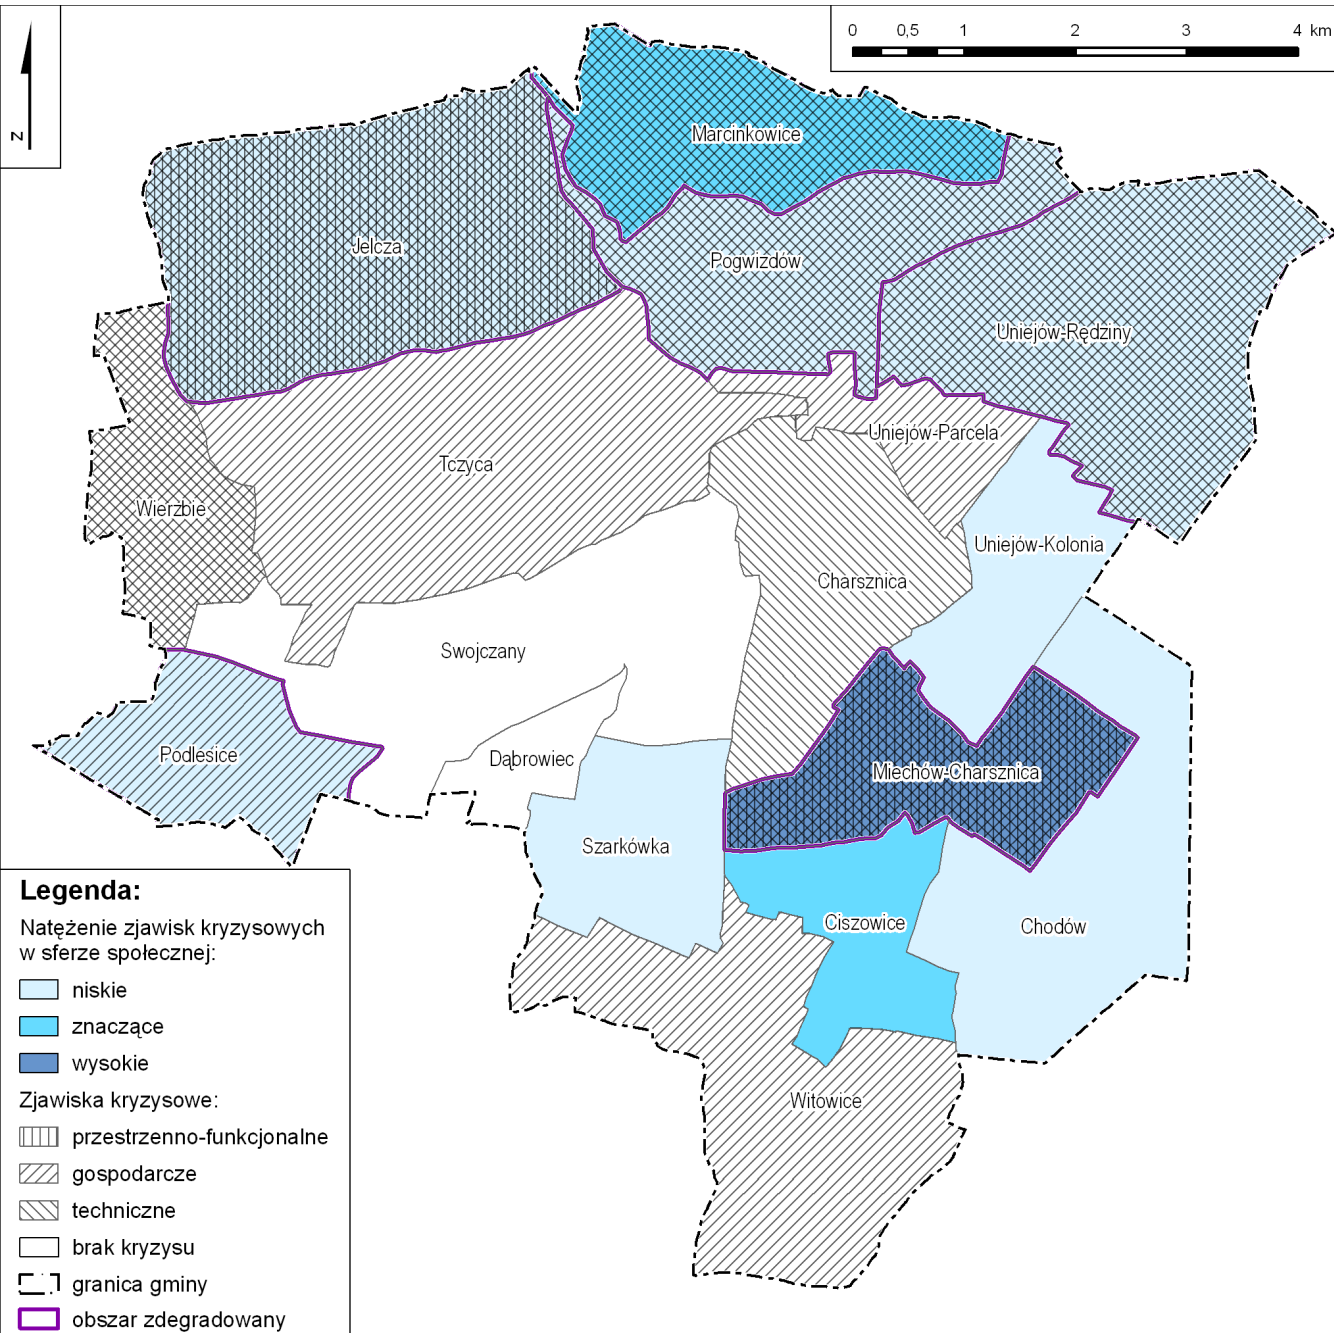 0 0,5 1 2 3 4 km
N
Marcinkowice
Jelcza
Pogwizdów
Uniejów-Rędziny
Uniejów-Parcela
Tczyca
Wierzbie
Uniejów-Kolonia
Charsznica
Swojczany
Podlesice
Dąbrowiec
Miechów-Charsznica
Szarkówka
Ciszowice
Chodów
Witowice
Legenda:
Natężenie zjawisk kryzysowych
w sferze społecznej:
niskie
znaczące
wysokie
Zjawiska kryzysowe:
przestrzenno-funkcjonalne
gospodarcze
techniczne
brak kryzysu
granica gminy
obszar zdegradowany